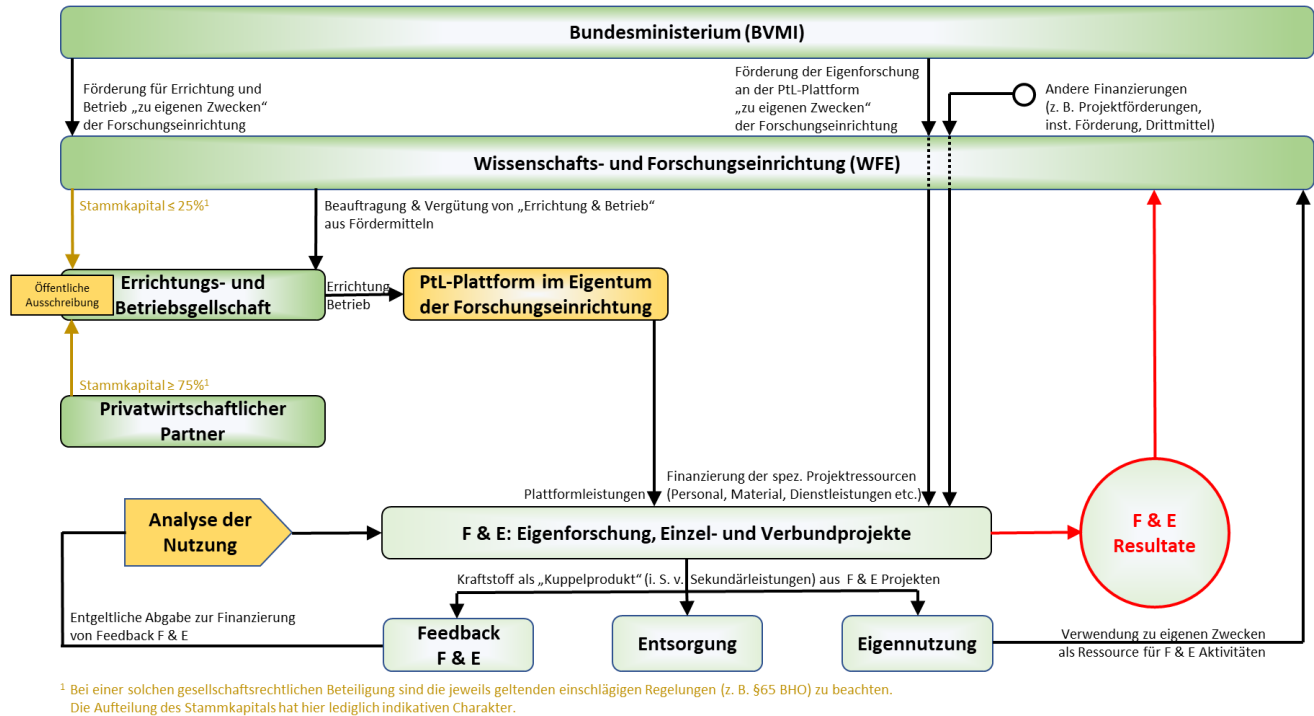 Bundesministerium (BVMI)
Förderung für Errichtung und
Betrieb „zu eigenen Zwecken“
der Forschungseinrichtung
Förderung der Eigenforschung
an der PtL-Plattform
„zu eigenen Zwecken“
der Forschungseinrichtung
Andere Finanzierungen
(z. B. Projektförderungen,
inst. Förderung, Drittmittel)
Wissenschafts- und Forschungseinrichtung (WFE)
Stammkapital ≤ 25%¹
Beauftragung & Vergütung von „Errichtung & Betrieb“
aus Fördermitteln
Öffentliche
Ausschreibung
Errichtungs- und
Betriebsgellschaft
Errichtung
Betrieb
PtL-Plattform im Eigentum
der Forschungseinrichtung
Stammkapital ≥ 75%¹
Privatwirtschaftlicher
Partner
Plattformleistungen
Finanzierung der spez. Projektressourcen
(Personal, Material, Dienstleistungen etc.)
Analyse der
Nutzung
F & E: Eigenforschung, Einzel- und Verbundprojekte
F & E
Resultate
Kraftstoff als „Kuppelprodukt“ (i. S. v. Sekundärleistungen) aus F & E Projekten
Entgeltliche Abgabe zur Finanzierung
von Feedback F & E
Feedback
F & E
Entsorgung
Eigennutzung
Verwendung zu eigenen Zwecken
als Ressource für F & E Aktivitäten
¹ Bei einer solchen gesellschaftsrechtlichen Beteiligung sind die jeweils geltenden einschlägigen Regelungen (z. B. §65 BHO) zu beachten.
Die Aufteilung des Stammkapitals hat hier lediglich indikativen Charakter.